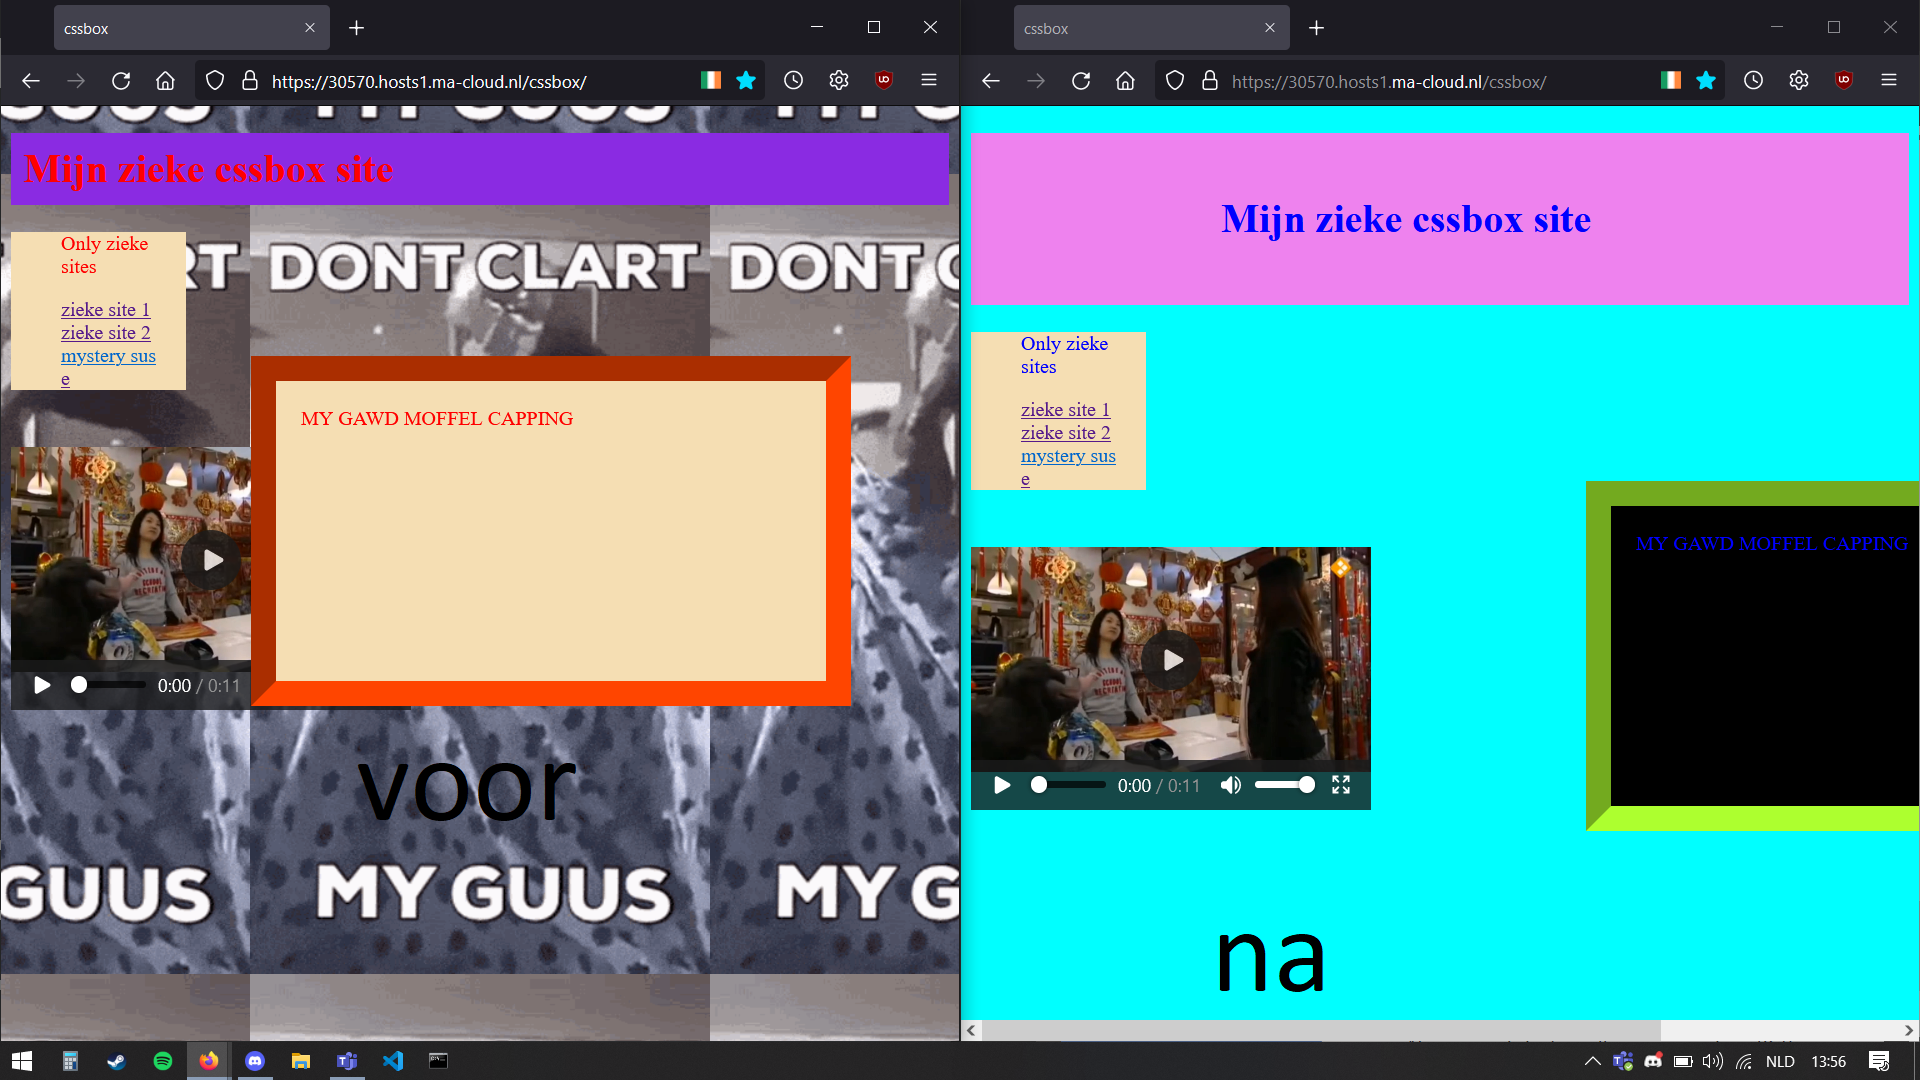 cssbox
https://30570.hosts1.ma-cloud.nl/cssbox/
Mijn zieke cssbox site
Only zieke
sites
zieke site 1
zieke site 2
mystery sus
e
DONT CLART
DONT C
MY GAWD MOFFEL CAPPING
0:00 / 0:11
voor
GUUS
MY GUUS
MY G
cssbox
https://30570.hosts1.ma-cloud.nl/cssbox/
Mijn zieke cssbox site
Only zieke
sites
zieke site 1
zieke site 2
mystery sus
e
MY GAWD MOFFEL CAPPING
0:00 / 0:11
na
NLD
13:56